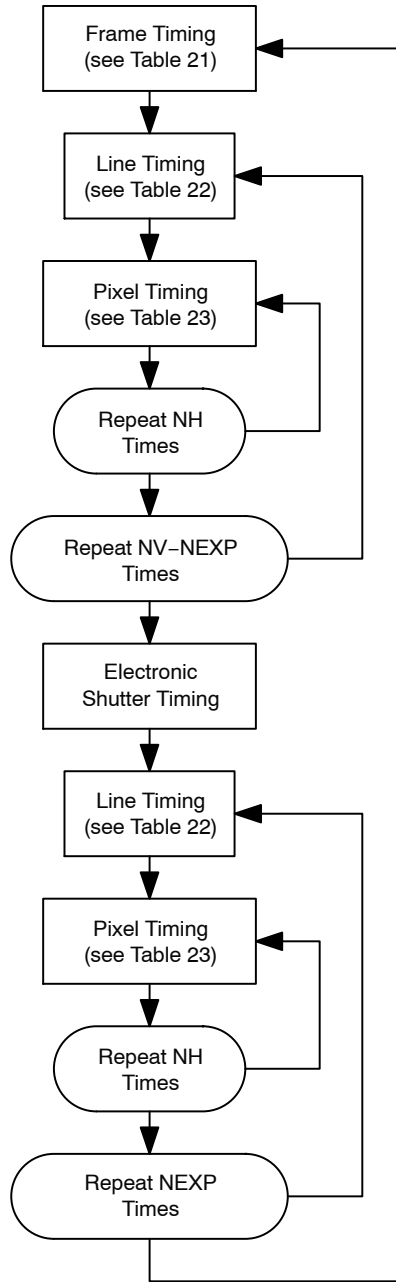 Frame Timing
(see Table 21)
Line Timing
(see Table 22)
Pixel Timing
(see Table 23)
Repeat NH
Times
Repeat NV−NEXP
Times
Electronic
Shutter Timing
Line Timing
(see Table 22)
Pixel Timing
(see Table 23)
Repeat NH
Times
Repeat NEXP
Times